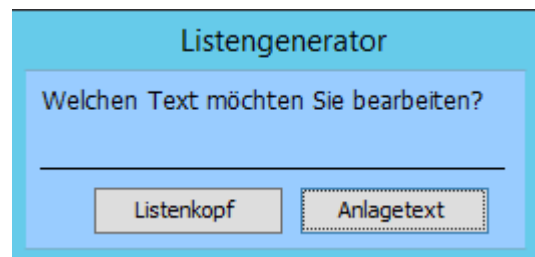 Listengenerator
Welchen Text möchten Sie bearbeiten?
Listenkopf Anlagetext